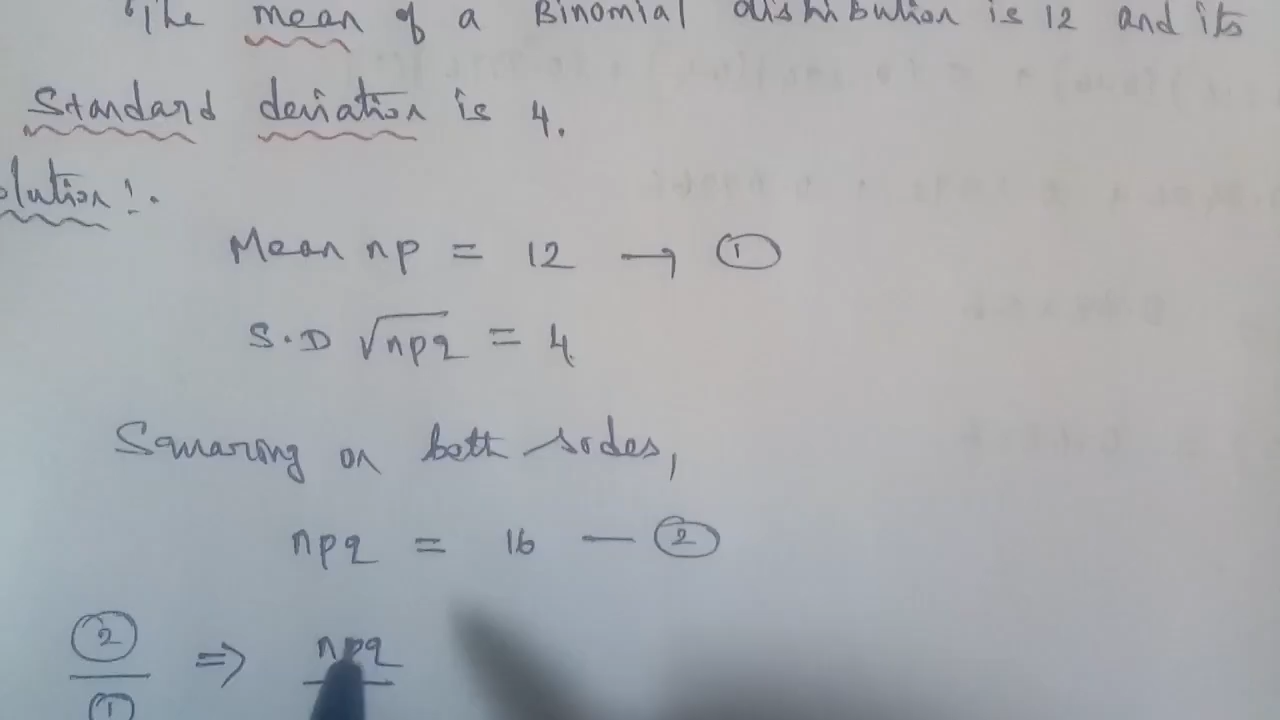 The mean of a Binomial distribution is 12 and its
Standard deviation is 4.
olution:-
Mean np = 12 → ①
S.D √npq = 4
Squaring on both sides,
npq = 16 — ②
②/① ⇒ npq